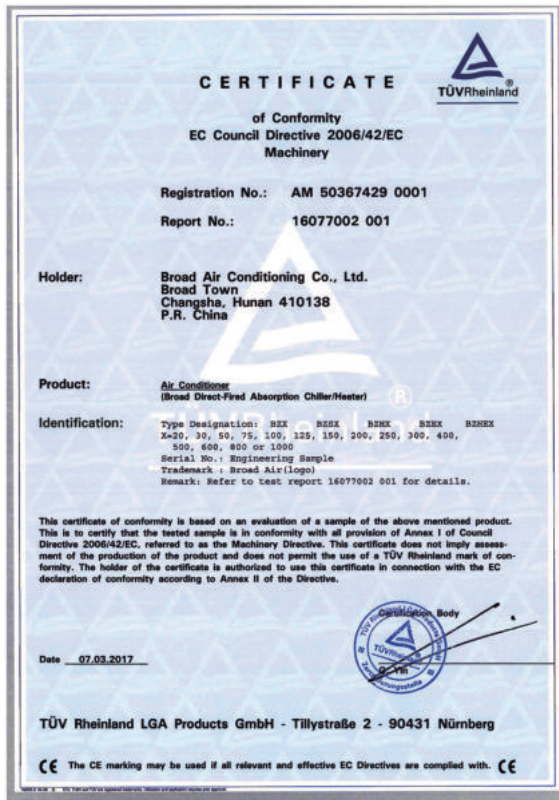 CERTIFICATE
TÜVRheinland®
of Conformity
EC Council Directive 2006/42/EC
Machinery
Registration No.: AM 50367429 0001
Report No.: 16077002 001
Holder: Broad Air Conditioning Co., Ltd.
Broad Town
Changsha, Hunan 410138
P.R. China
Product: Air Conditioner
(Broad Direct-Fired Absorption Chiller/Heater)
Identification: Type Designation: BZX BZSX BZHX BZHX BZHEX
X=20, 30, 50, 75, 100, 125, 150, 200, 250, 300, 400,
500, 600, 800 or 1000
Serial No.: Engineering Sample
Trademark : Broad Air(logo)
Remark: Refer to test report 16077002 001 for details.
TÜVRheinland®
This certificate of conformity is based on an evaluation of a sample of the above mentioned product.
This is to certify that the tested sample is in conformity with all provision of Annex I of Council
Directive 2006/42/EC, referred to as the Machinery Directive. This certificate does not imply assess-
ment of the production of the product and does not permit the use of a TÜV Rheinland mark of con-
formity. The holder of the certificate is authorized to use this certificate in connection with the EC
declaration of conformity according to Annex II of the Directive.
Certification Body
TÜVRheinland
Zertifizierungsstelle
Date 07.03.2017
TÜV Rheinland LGA Products GmbH - Tillystraße 2 - 90431 Nürnberg
CE The CE marking may be used if all relevant and effective EC Directives are complied with. CE